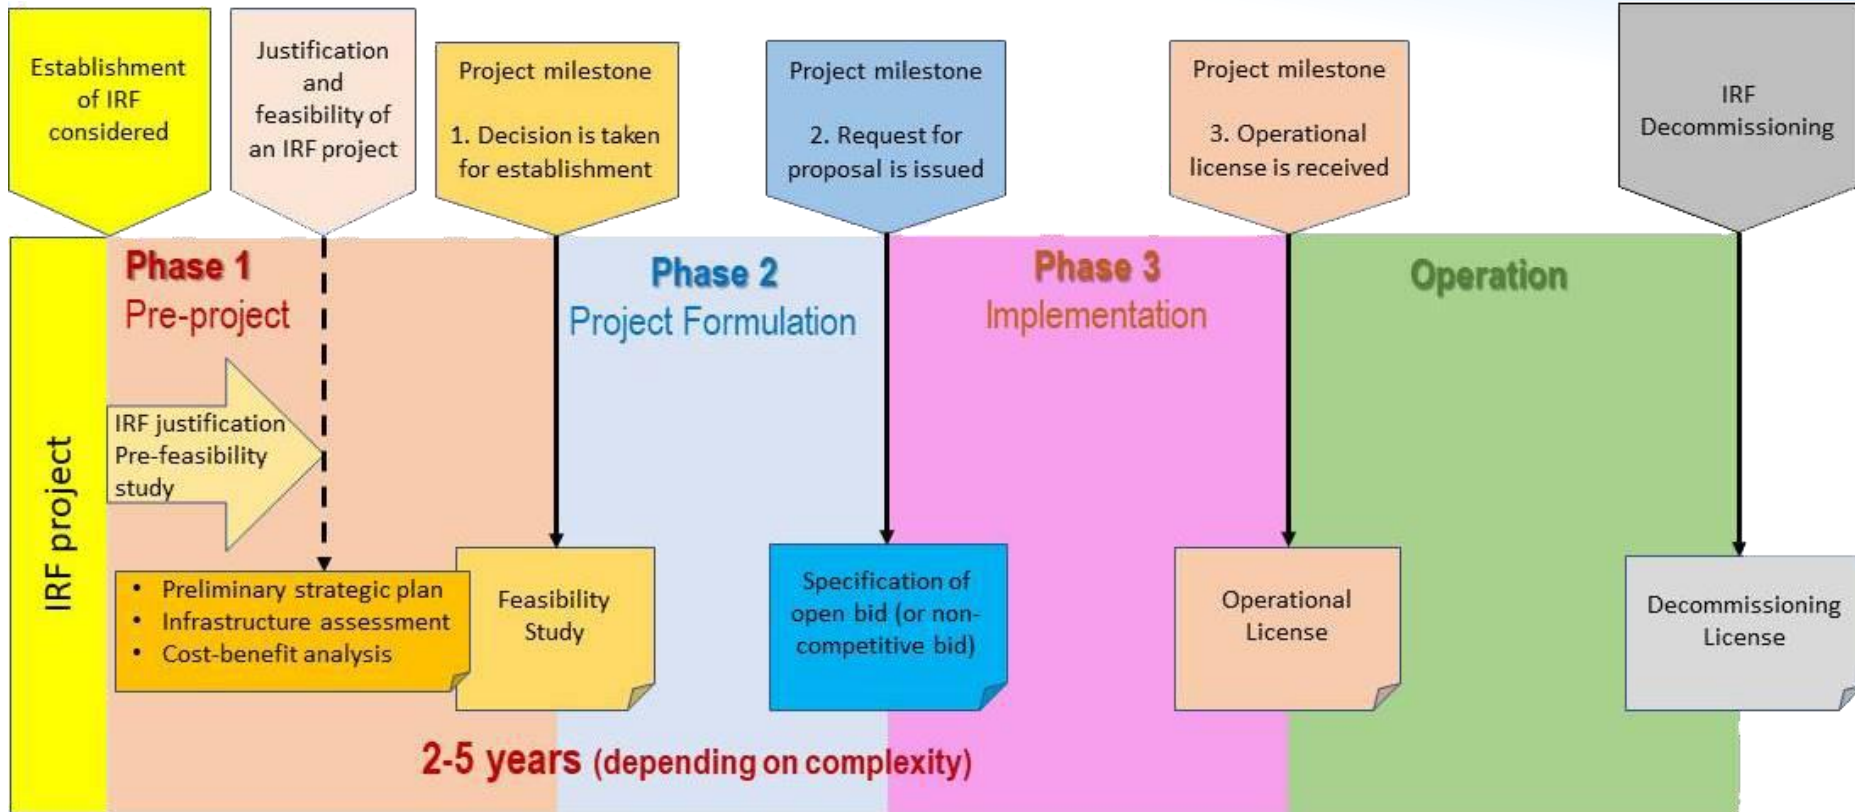 Establishment
of IRF
considered
Justification
and
feasibility of
an IRF project
Project milestone
1. Decision is taken
for establishment
Project milestone
2. Request for
proposal is issued
Project milestone
3. Operational
license is received
IRF
Decommissioning
IRF project
Phase 1
Pre-project
Phase 2
Project Formulation
Phase 3
Implementation
Operation
IRF justification
Pre-feasibility
study
• Preliminary strategic plan
• Infrastructure assessment
• Cost-benefit analysis
Feasibility
Study
Specification of
open bid (or non-
competitive bid)
Operational
License
Decommissioning
License
2-5 years (depending on complexity)